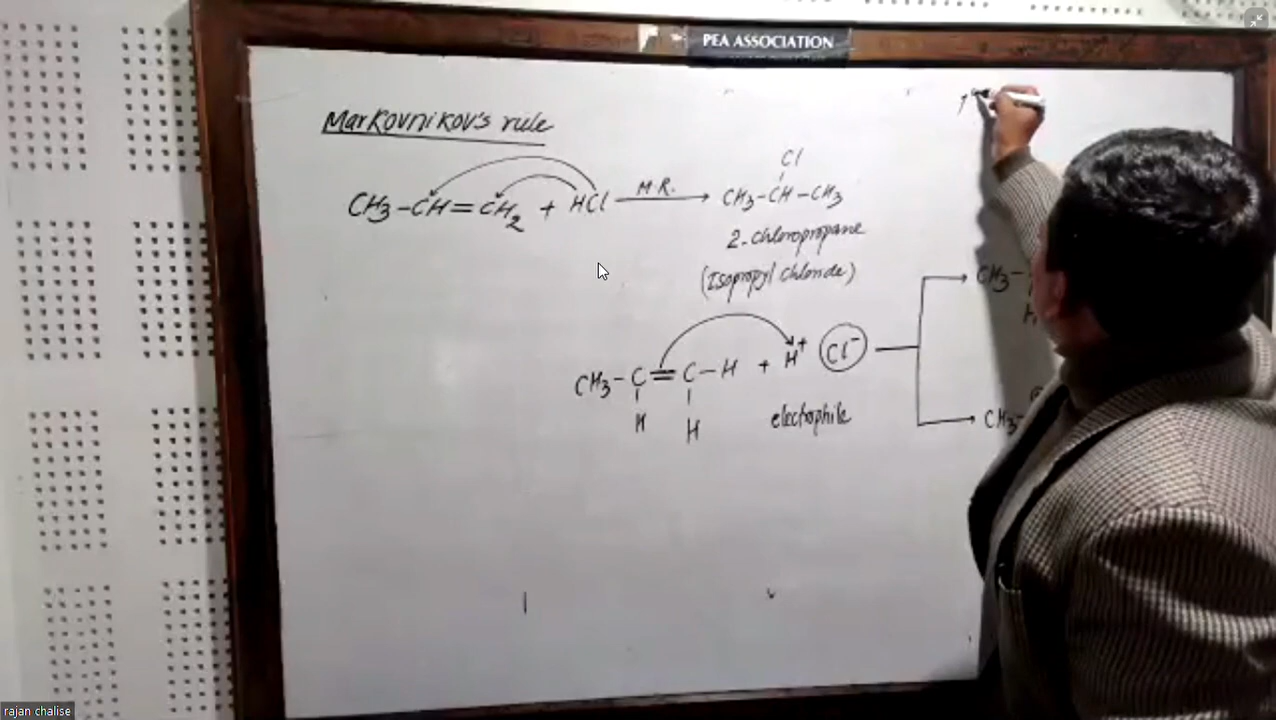 PEA ASSOCIATION
MarKovniKov's rule
Cl
CH3-CH=CH2 + HCl M.R. CH3-CH-CH3
2-chloropropane
(Isopropyl chloride)
CH3-
H
CH3-C=C-H + H+ Cl-
H H
electrophile
CH3-
rajan chalise